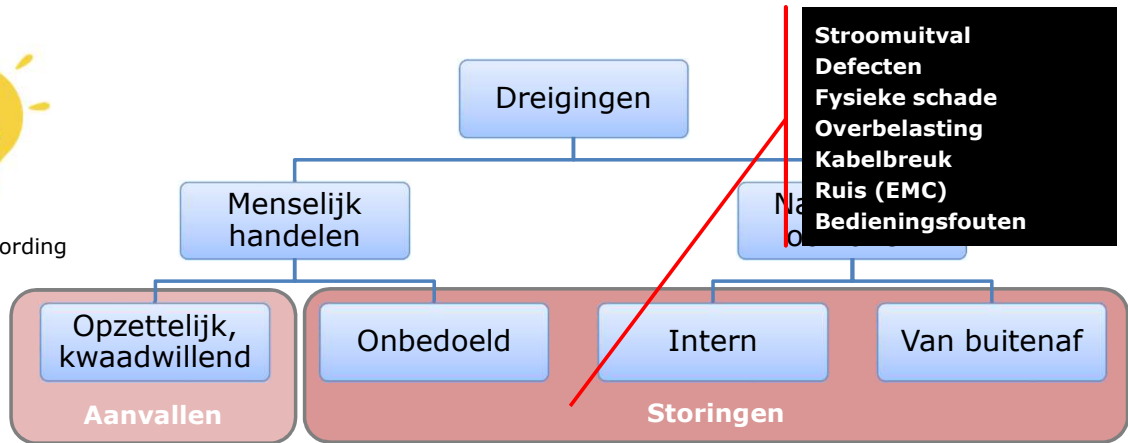 Stroomuitval
Defecten
Fysieke schade
Overbelasting
Kabelbreuk
Ruis (EMC)
Bedieningsfouten
Dreigingen
Menselijk
handelen
ording
Opzettelijk,
kwaadwillend
Onbedoeld
Intern
Van buitenaf
Aanvallen
Storingen